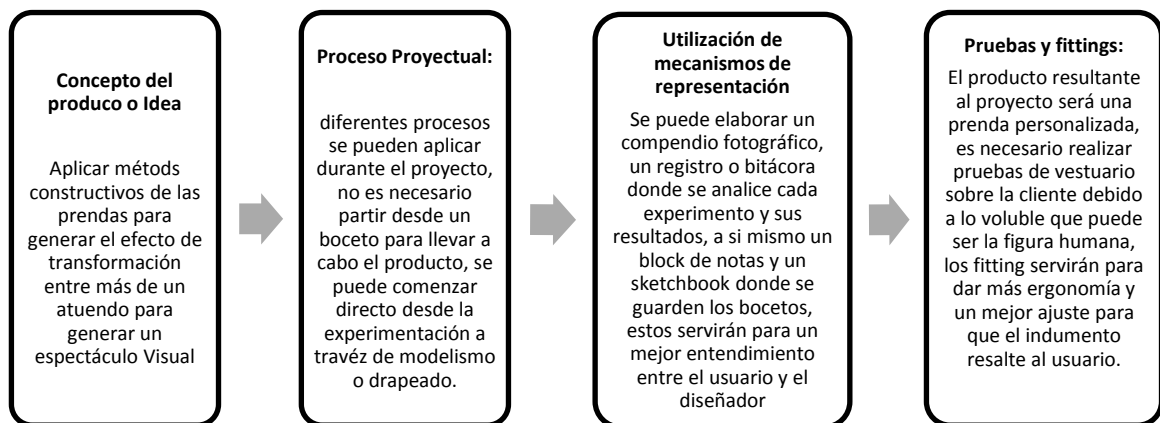 Concepto del
produco o Idea
Aplicar métods
constructivos de las
prendas para
generar el efecto de
transformación
entre más de un
atuendo para
generar un
espectáculo Visual
Proceso Proyectual:
diferentes procesos
se pueden aplicar
durante el proyecto,
no es necesario
partir desde un
boceto para llevar a
cabo el producto, se
puede comenzar
directo desde la
experimentación a
travéz de modelismo
o drapeado.
Utilización de
mecanismos de
representación
Se puede elaborar un
compendio fotográfico,
un registro o bitácora
donde se analice cada
experimento y sus
resultados, a si mismo un
block de notas y un
sketchbook donde se
guarden los bocetos,
estos servirán para un
mejor entendimiento
entre el usuario y el
diseñador
Pruebas y fittings:
El producto resultante
al proyecto será una
prenda personalizada,
es necesario realizar
pruebas de vestuario
sobre la cliente debido
a lo voluble que puede
ser la figura humana,
los fitting servirán para
dar más ergonomía y
un mejor ajuste para
que el indumento
resalte al usuario.